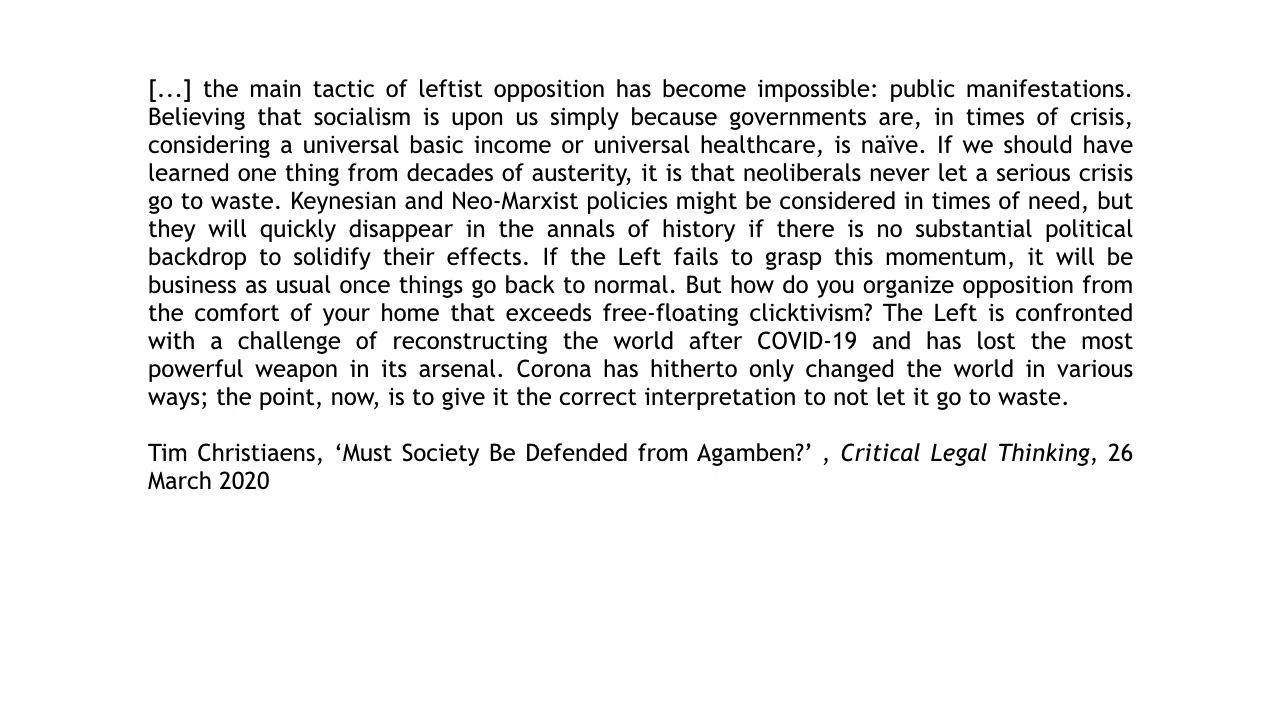 [...] the main tactic of leftist opposition has become impossible: public manifestations.
Believing that socialism is upon us simply because governments are, in times of crisis,
considering a universal basic income or universal healthcare, is naïve. If we should have
learned one thing from decades of austerity, it is that neoliberals never let a serious crisis
go to waste. Keynesian and Neo-Marxist policies might be considered in times of need, but
they will quickly disappear in the annals of history if there is no substantial political
backdrop to solidify their effects. If the Left fails to grasp this momentum, it will be
business as usual once things go back to normal. But how do you organize opposition from
the comfort of your home that exceeds free-floating clicktivism? The Left is confronted
with a challenge of reconstructing the world after COVID-19 and has lost the most
powerful weapon in its arsenal. Corona has hitherto only changed the world in various
ways; the point, now, is to give it the correct interpretation to not let it go to waste.
Tim Christiaens, ‘Must Society Be Defended from Agamben?’ , Critical Legal Thinking, 26
March 2020